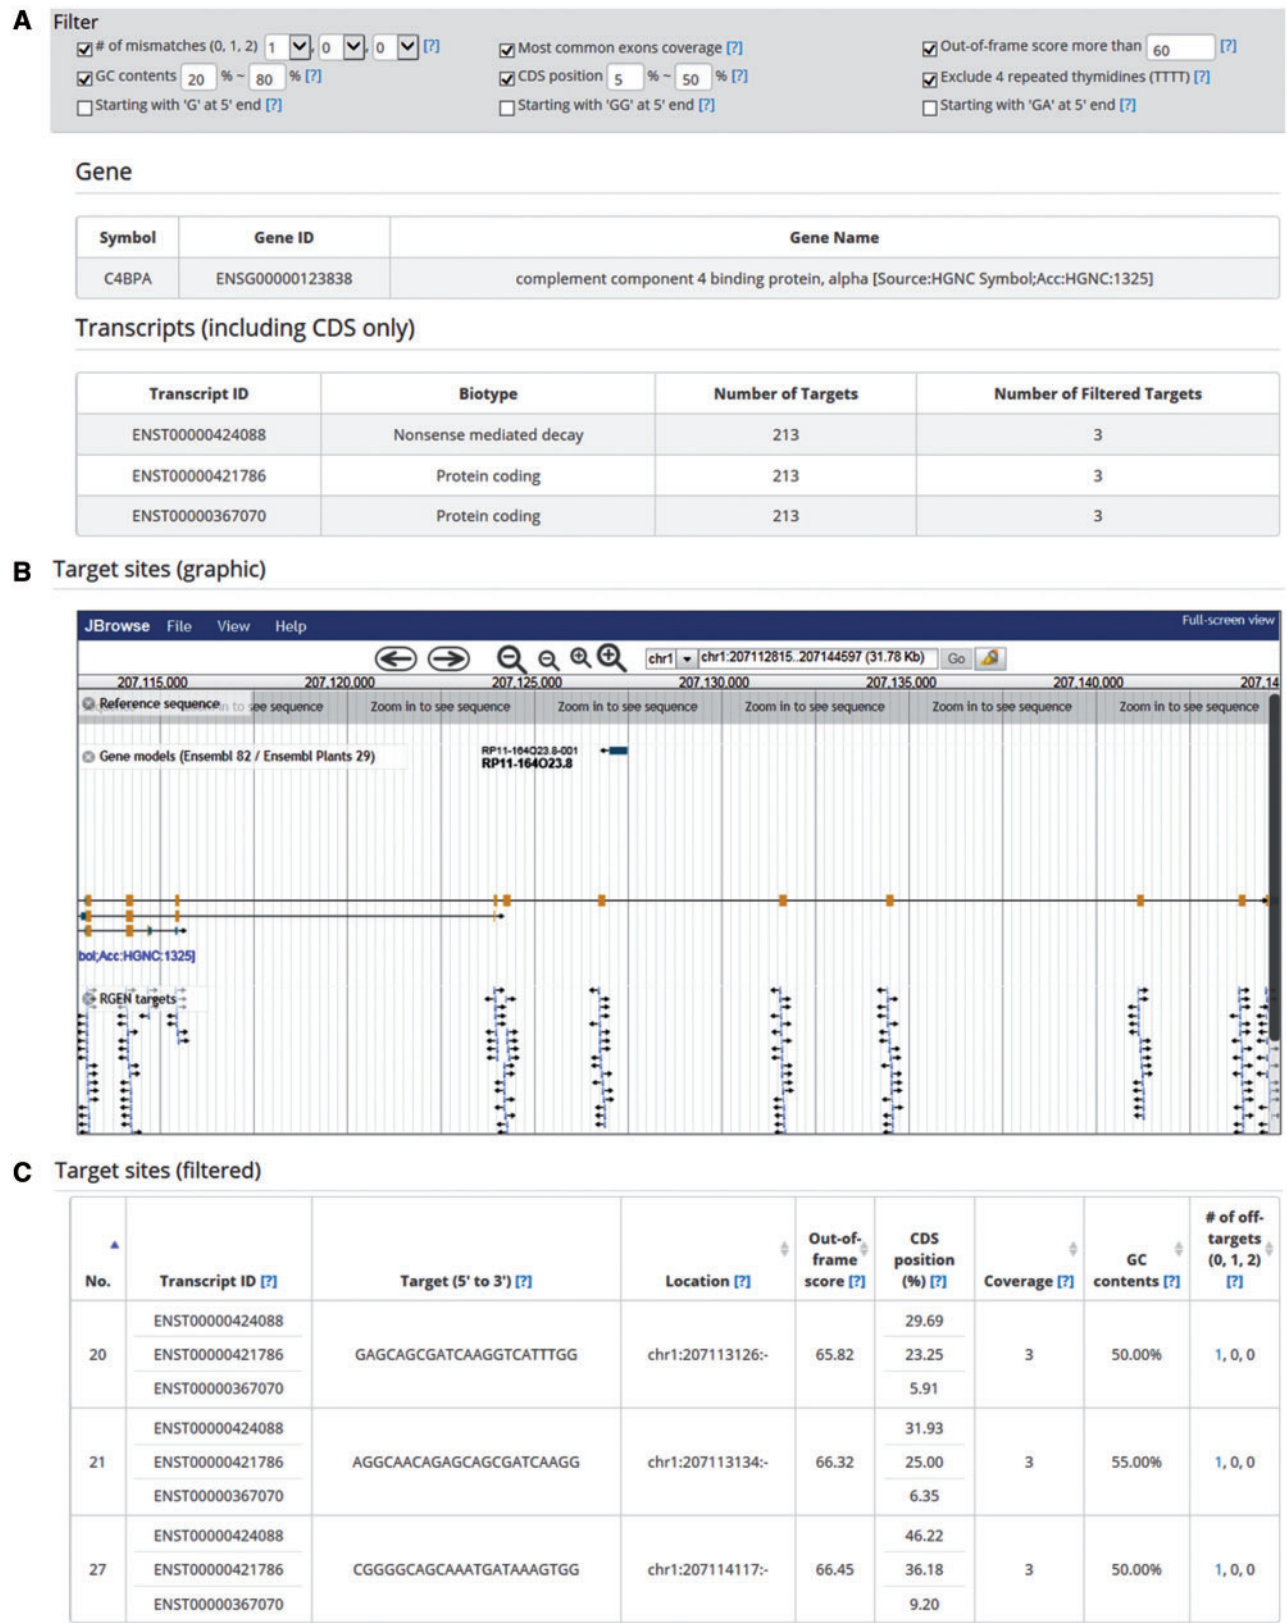 A
Filter
# of mismatches (0, 1, 2) 1 , 0 , 0 [?] Most common exons coverage [?] Out-of-frame score more than 60 [?]
GC contents 20 % ~ 80 % [?] CDS position 5 % ~ 50 % [?] Exclude 4 repeated thymidines (TTTT) [?]
Starting with 'G' at 5' end [?] Starting with 'GG' at 5' end [?] Starting with 'GA' at 5' end [?]
Gene
Symbol Gene ID Gene Name
C4BPA ENSG00000123838 complement component 4 binding protein, alpha [Source:HGNC Symbol;Acc:HGNC:1325]
Transcripts (including CDS only)
Transcript ID Biotype Number of Targets Number of Filtered Targets
ENST00000424088 Nonsense mediated decay 213 3
ENST00000421786 Protein coding 213 3
ENST00000367070 Protein coding 213 3
B Target sites (graphic)
JBrowse File View Help Full-screen view
chr1 chr1:207112815..207144597 (31.78 Kb) Go
207,115,000 207,120,000 207,125,000 207,130,000 207,135,000 207,140,000 207,14
Reference sequence in to see sequence Zoom in to see sequence Zoom in to see sequence Zoom in to see sequence Zoom in to see sequence Zoom in to see sequence
Gene models (Ensembl 82 / Ensembl Plants 29) RP11-164O23.8-001
RP11-164O23.8
bol;Acc:HGNC:1325]
RGEN targets
C Target sites (filtered)
No. Transcript ID [?] Target (5' to 3') [?] Location [?] Out-of-frame score [?] CDS position (%) [?] Coverage [?] GC contents [?] # of off-targets (0, 1, 2) [?]
ENST00000424088 29.69
20 ENST00000421786 GAGCAGCGATCAAGGTCATTTGG chr1:207113126:- 65.82 23.25 3 50.00% 1, 0, 0
ENST00000367070 5.91
ENST00000424088 31.93
21 ENST00000421786 AGGCAACAGAGCAGCGATCAAGG chr1:207113134:- 66.32 25.00 3 55.00% 1, 0, 0
ENST00000367070 6.35
ENST00000424088 46.22
27 ENST00000421786 CGGGGCAGCAAATGATAAAGTGG chr1:207114117:- 66.45 36.18 3 50.00% 1, 0, 0
ENST00000367070 9.20